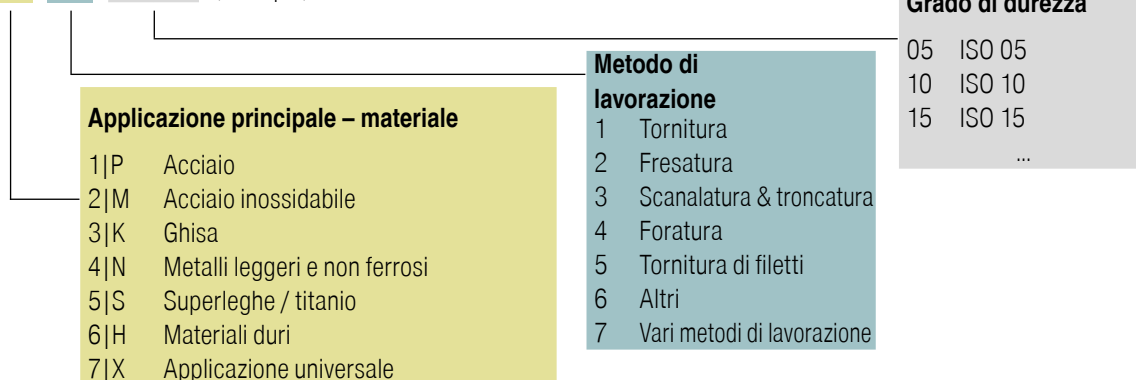 Grado di durezza
05 ISO 05
10 ISO 10
15 ISO 15
...
Metodo di
lavorazione
1 Tornitura
2 Fresatura
3 Scanalatura & troncatura
4 Foratura
5 Tornitura di filetti
6 Altri
7 Vari metodi di lavorazione
Applicazione principale – materiale
1|P Acciaio
2|M Acciaio inossidabile
3|K Ghisa
4|N Metalli leggeri e non ferrosi
5|S Superleghe / titanio
6|H Materiali duri
7|X Applicazione universale